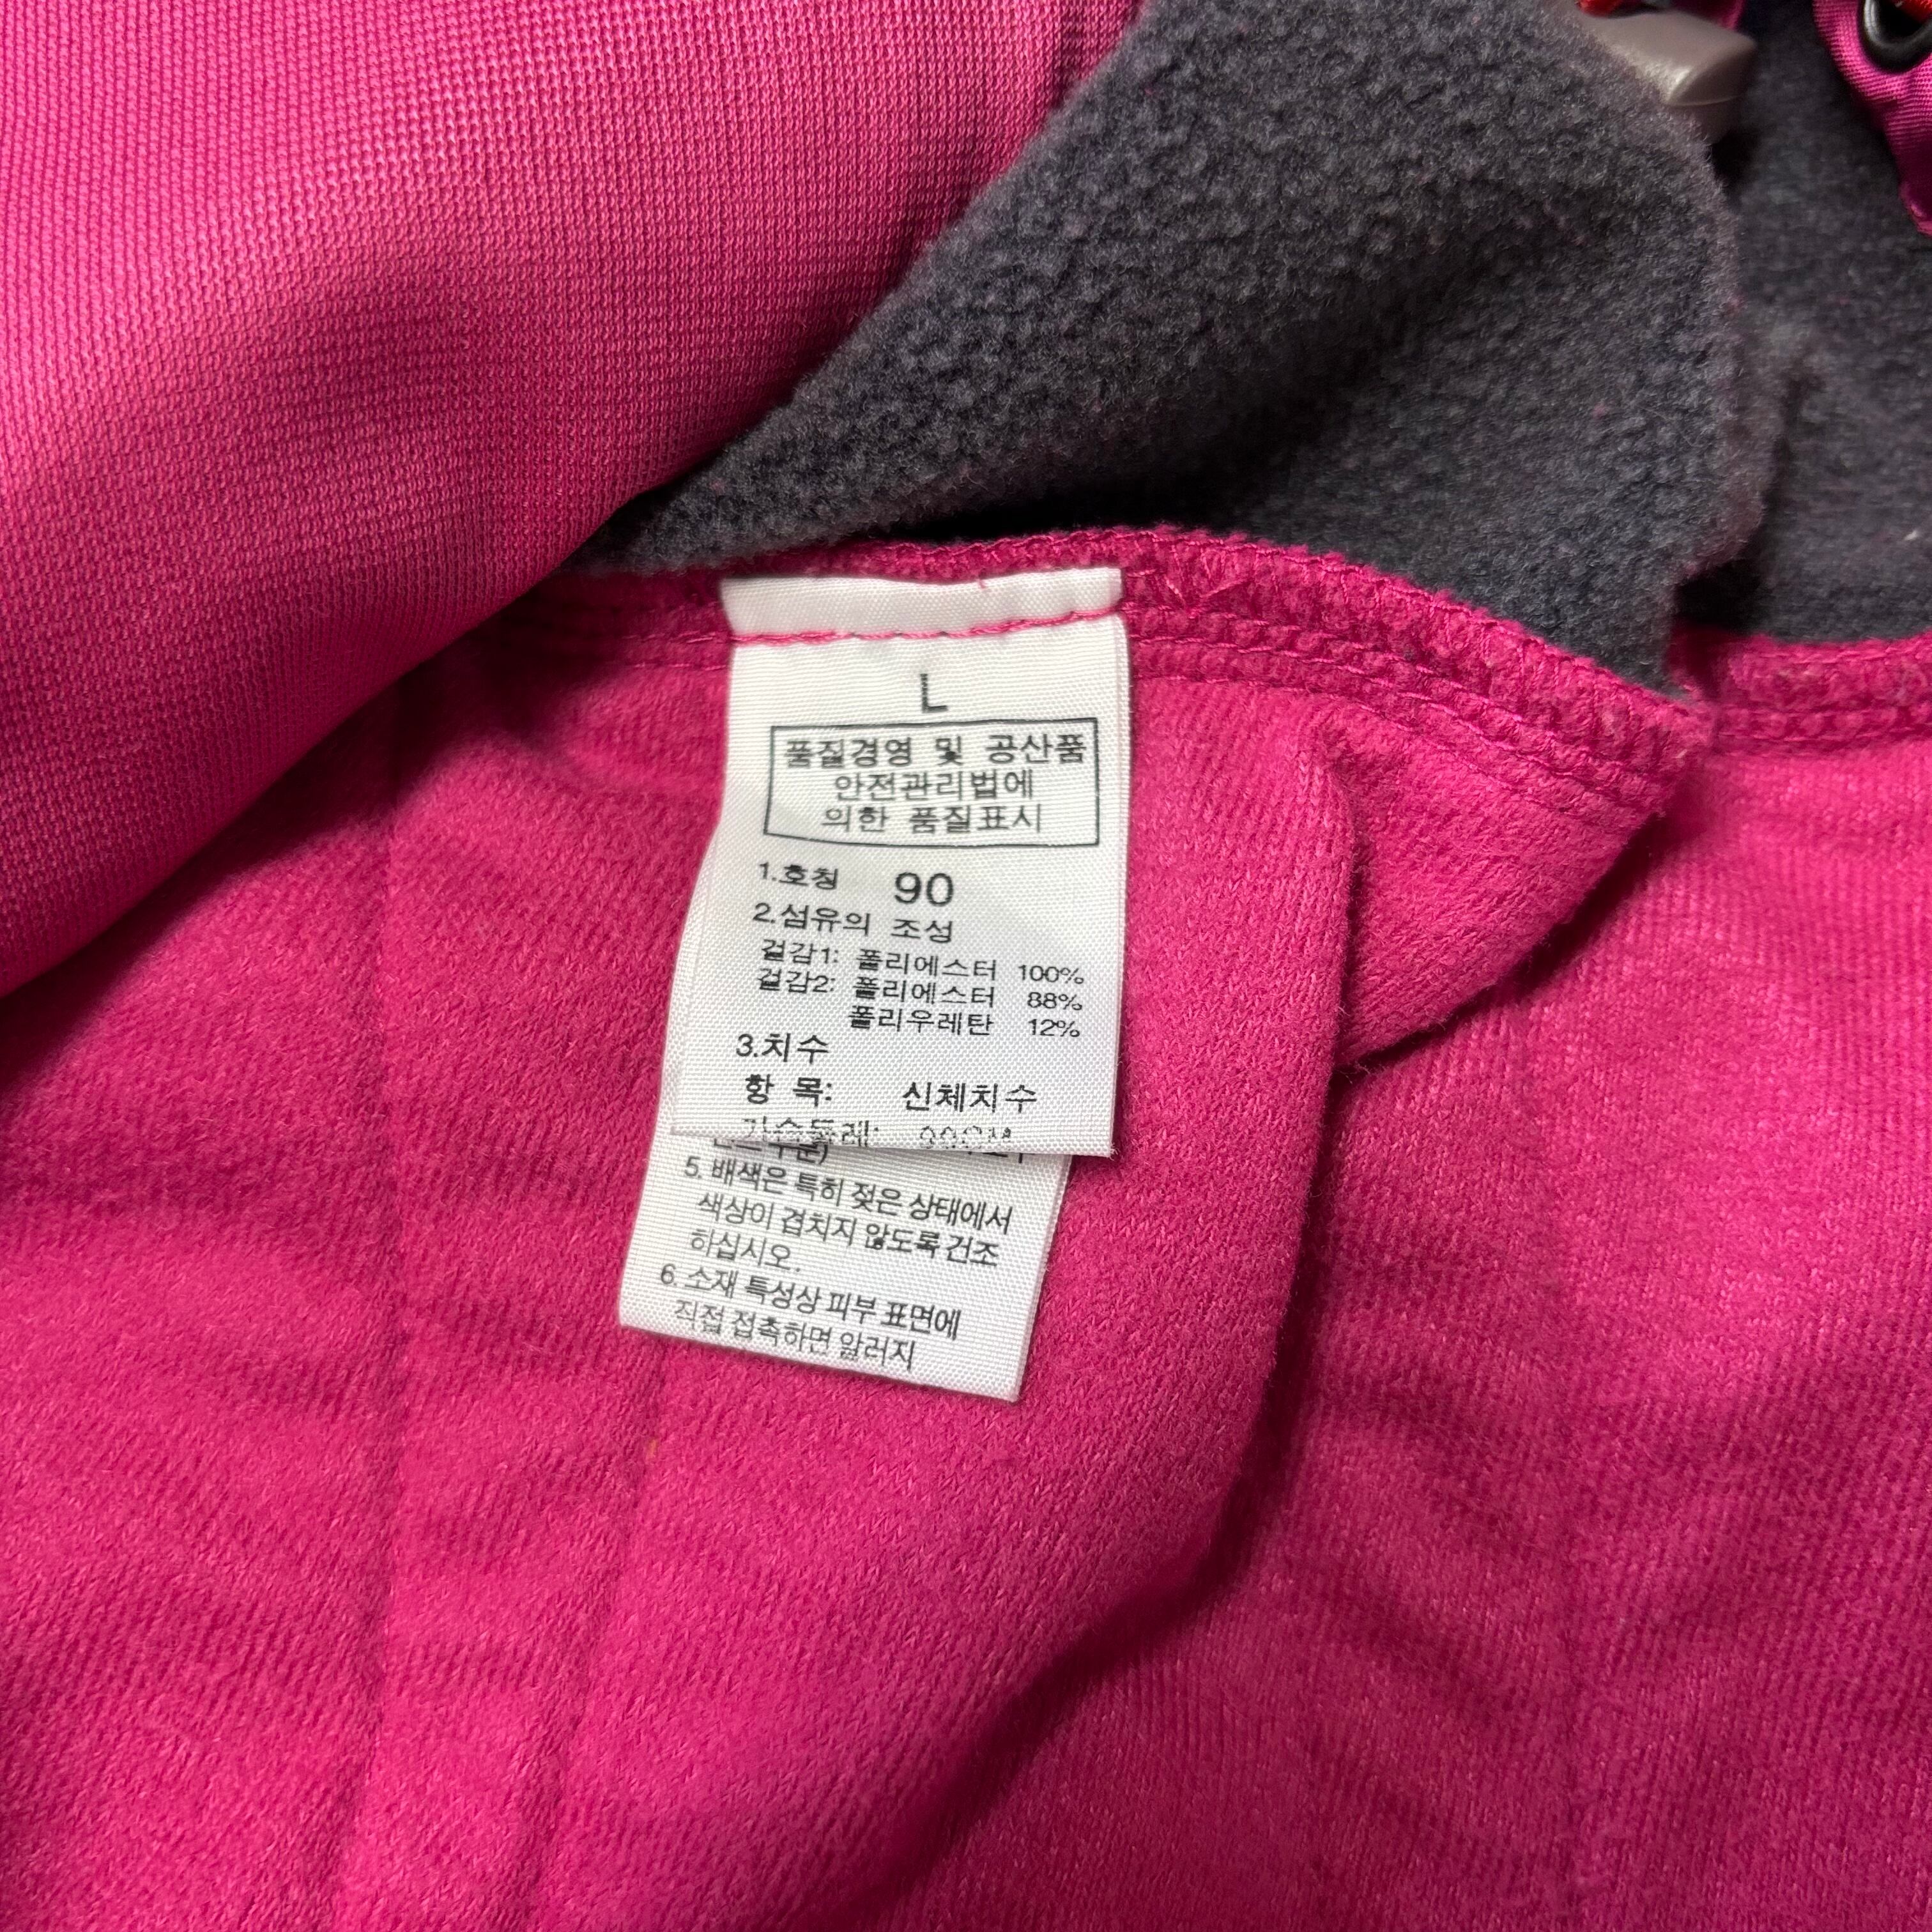 L
품질경영 및 공산품
안전관리법에
의한 품질표시
1.호칭 90
2.섬유의 조성
겉감1: 폴리에스터 100%
겉감2: 폴리에스터 88%
폴리우레탄 12%
3.치수
항 목: 신체치수
가슴둘레:
5. 배색은 특히 젖은 상태에서
색상이 겹치지 않도록 건조
하십시오.
6. 소재 특성상 피부 표면에
직접 접촉하면 알러지